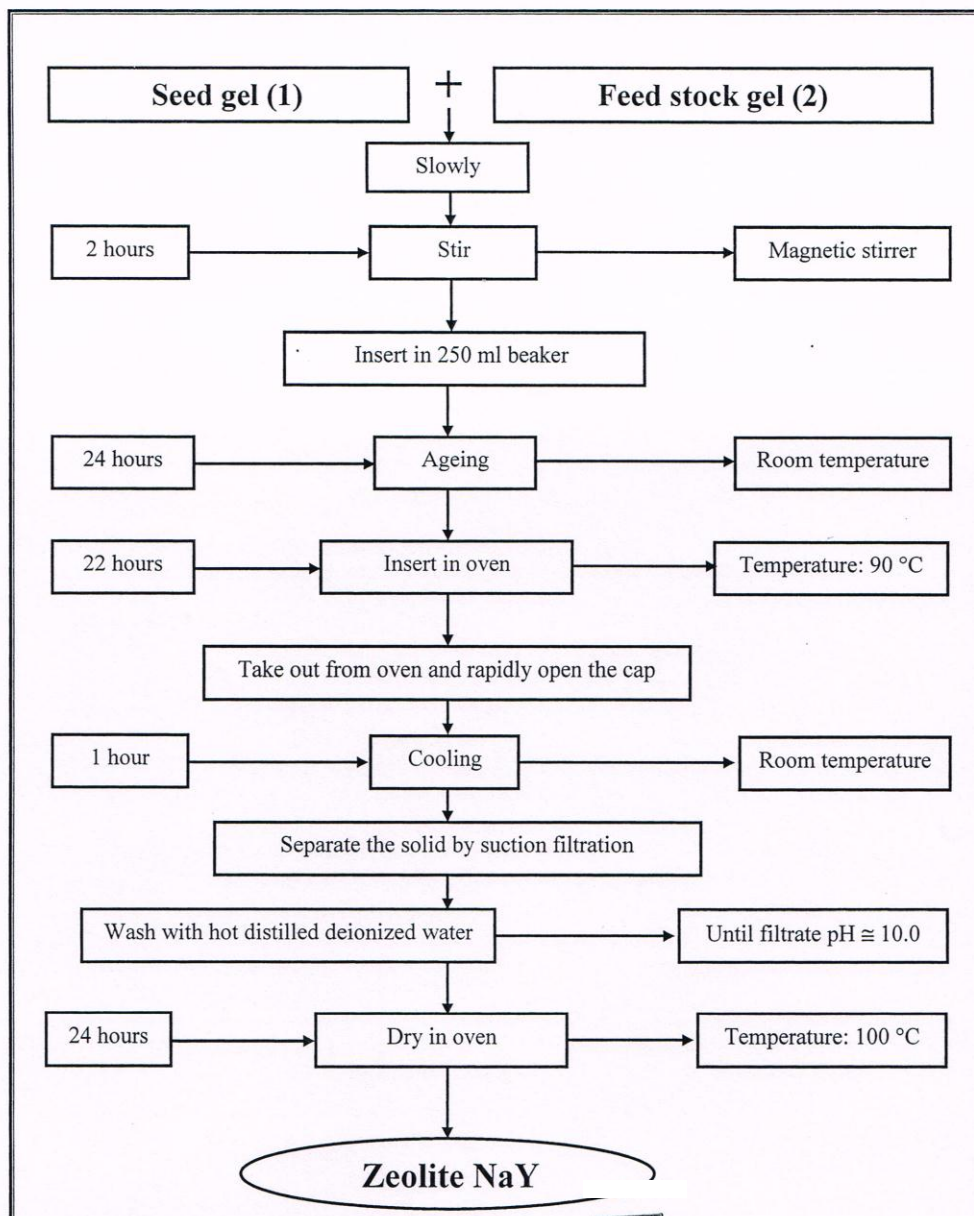 Seed gel (1)
+
Feed stock gel (2)
Slowly
2 hours
Stir
Magnetic stirrer
Insert in 250 ml beaker
24 hours
Ageing
Room temperature
22 hours
Insert in oven
Temperature: 90 °C
Take out from oven and rapidly open the cap
1 hour
Cooling
Room temperature
Separate the solid by suction filtration
Wash with hot distilled deionized water
Until filtrate pH ≅ 10.0
24 hours
Dry in oven
Temperature: 100 °C
Zeolite NaY